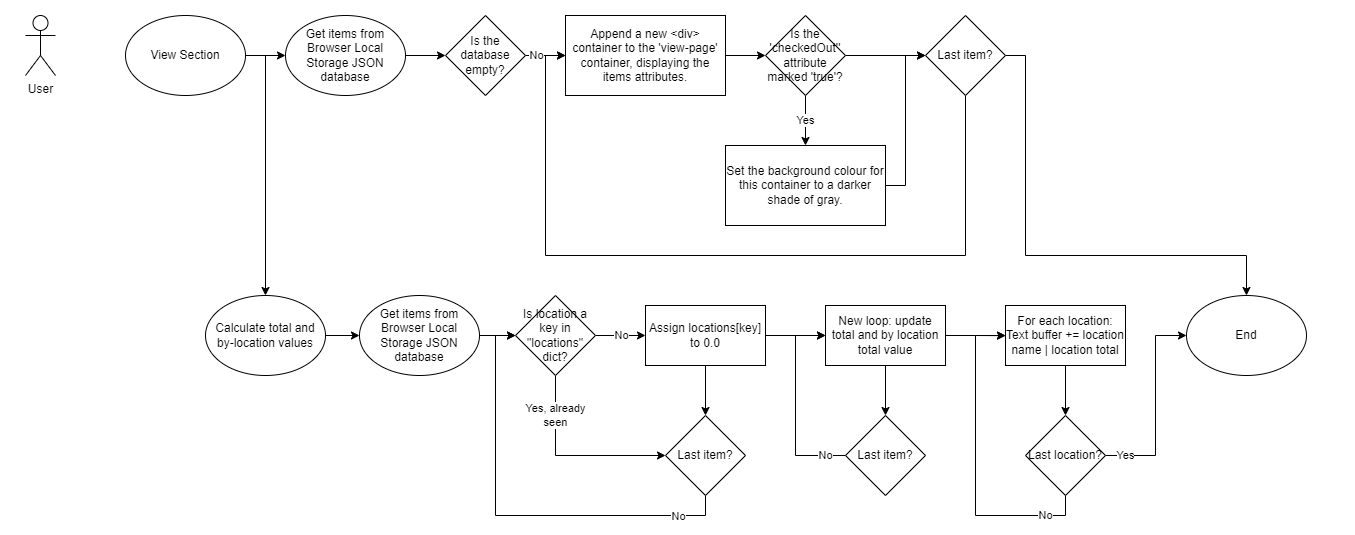 User
View Section
Get items from
Browser Local
Storage JSON
database
Is the
database
empty?
No
Append a new <div>
container to the 'view-page'
container, displaying the
items attributes.
Is the
'checkedOut"
attribute
marked 'true'?
Yes
Set the background colour for
this container to a darker
shade of gray.
Last item?
Calculate total and
by-location values
Get items from
Browser Local
Storage JSON
database
Is location a
key in
"locations"
dict?
No
Yes, already
seen
Assign locations[key]
to 0.0
Last item?
No
New loop: update
total and by location
total value
Last item?
No
For each location:
Text buffer += location
name | location total
Last location?
Yes
No
End